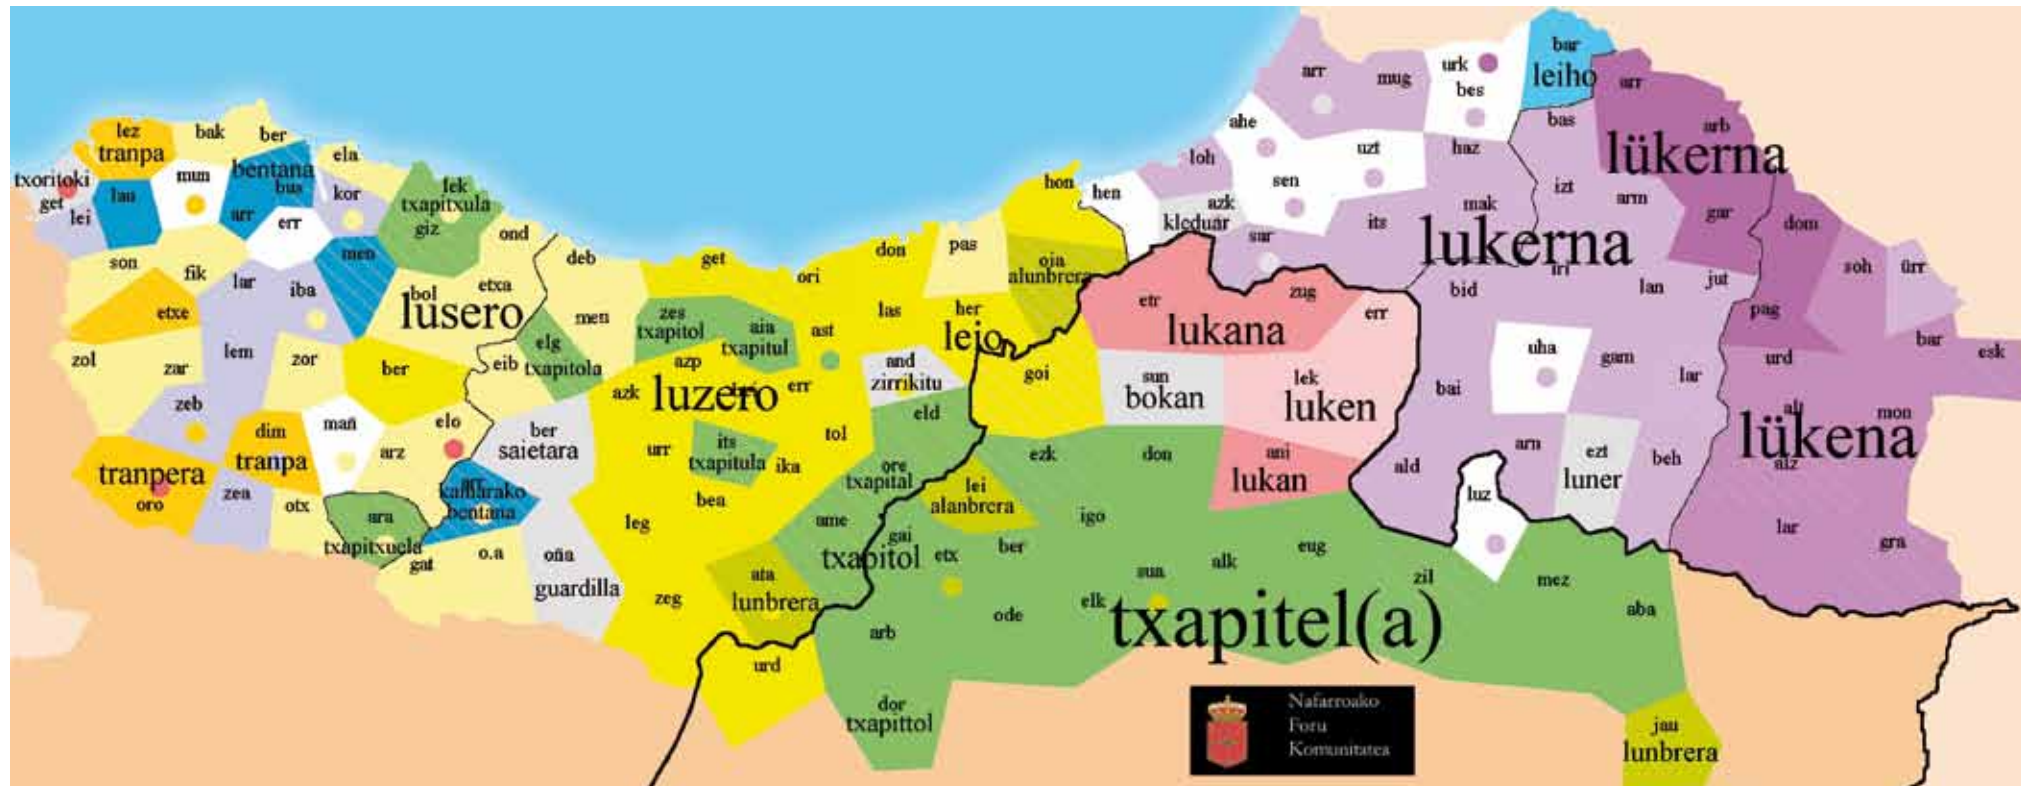 lez
tranpa
bak
ber
txoritoki
get
lei
lau
mun
bentana
bus
arr
err
ela
kor
lek
txapitxula
giz
ond
son
fik
etxe
lar
iba
men
bol
etxa
lusero
deb
men
zol
zar
lem
zor
ber
eib
elg
txapitola
zeb
dim
tranpa
mañ
arz
elo
ber
saietara
tranpera
oro
zea
otx
ara
txapitxuela
arr
kamarako
bentana
gat
o.a
oña
guardilla
get
ori
don
pas
hon
oja
alunbrera
zes
txapitol
aia
txapitul
ast
las
her
lejo
azp
azk
luzero
err
and
zirrikitu
eld
goi
urr
its
txapitula
ika
tol
bea
leg
zeg
ore
txapital
ame
gai
txapitol
ata
lunbrera
urd
lei
alanbrera
etx
ber
ezk
don
igo
arb
ode
elk
sua
alk
eug
zil
mez
aba
txapitel(a)
dor
txapittol
jau
lunbrera
hen
loh
azk
kleduar
ahe
sen
uzt
sar
its
arr
mug
urk
bes
bar
leiho
haz
mak
lukerna
bas
izt
arm
iri
lan
jut
bid
etr
zug
err
lukana
sun
bokan
lek
luken
ani
lukan
uha
gam
lar
bai
ald
arn
ezt
luner
beh
luz
arr
arb
lükerna
gar
dom
soh
ürr
pag
bar
esk
urd
alt
mon
lükena
alz
lar
gra
Nafarroako
Foru
Komunitatea